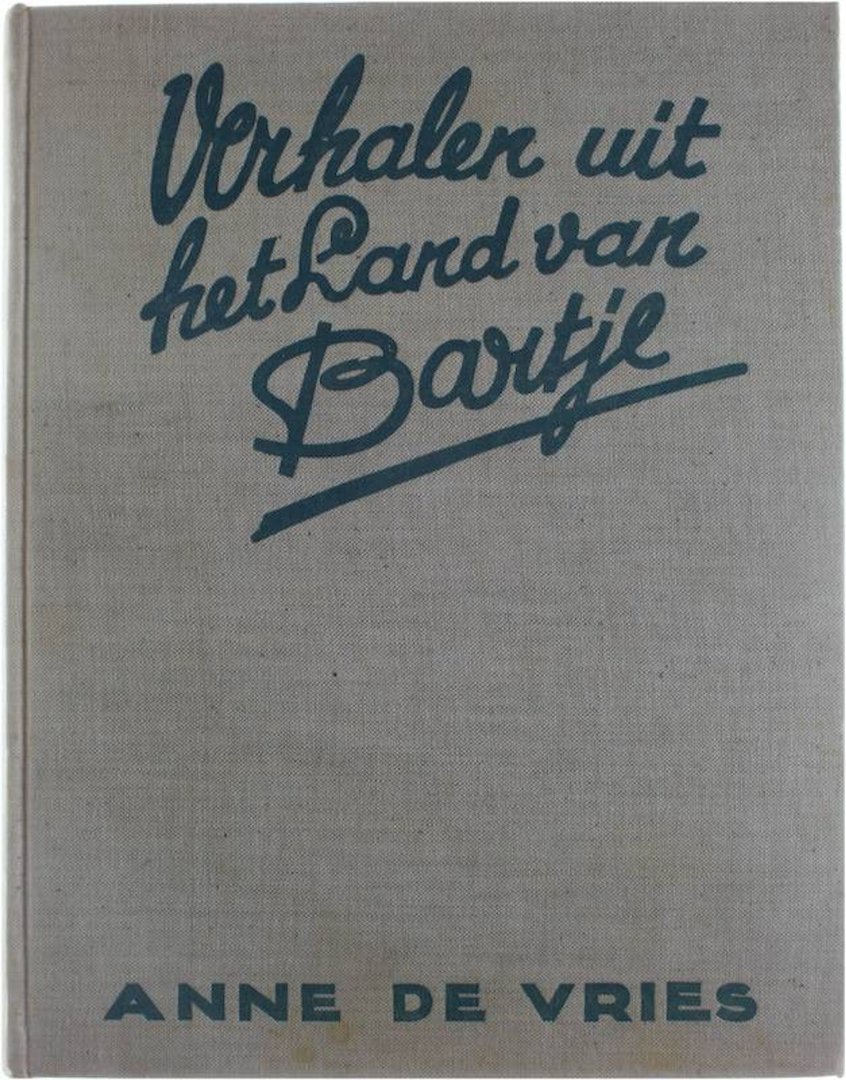 Verhalen uit
het Land van
Bartje
ANNE DE VRIES